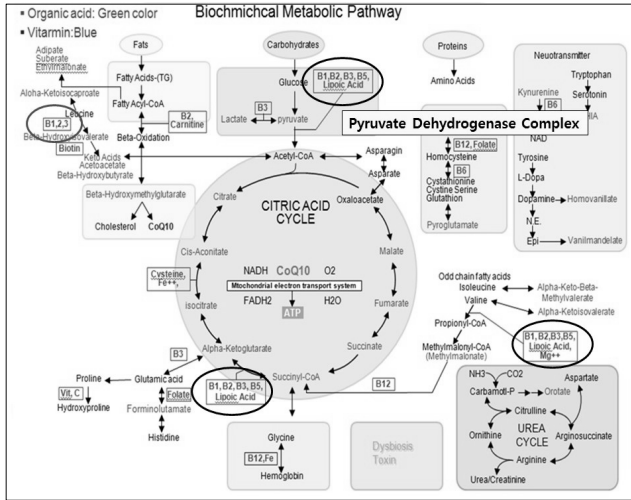 ▪ Organic acid: Green color
Biochmichcal Metabolic Pathway
▪ Vitarmin:Blue
Adipate
Suberate
Ethylmalonate
Fats
Carbohydrates
Proteins
Neuotransmitter
Fatty Acids-(TG)
Fatty Acyl-CoA
Glucose
B1,B2,B3,B5,
Lipoic Acid
Amino Acids
Tryptophan
Serotonin
Kynurenine
B6
HIA
NAD
Aloha-Ketoisocaproate
Leucine
B1,2,3
Beta-Hydroxyisovalerate
Biotin
B2,
Carnitine
Beta-Oxidation
Lactate
B3
pyruvate
Pyruvate Dehydrogenase Complex
Keto Acids
Acetoacetate
Beta-Hydroxybutyrate
Acetyl-CoA
Asparagin
Asparate
B12, Folate
Homocysteine
B6
Cystathionine
Cystine Serine
Glutathion
Pyroglutamate
Tyrosine
L-Dopa
Dopamine
Homovanillate
N.E.
Epi
Vanilmandelate
Beta-Hydroxymethylglutarate
Cholesterol
CoQ10
Citrate
CITRIC ACID
CYCLE
Oxaloacetate
Cis-Aconitate
Malate
Cysteine,
Fe++,
isocitrate
NADH
CoQ10
O2
Mtochondrial electron transport system
FADH2
H2O
ATP
Fumarate
Alpha-Ketoglutarate
Succinate
Succinyl-CoA
B1, B2, B3, B5,
Lipoic Acid
B3
Proline
Glutamic acid
Vit, C
Folate
Hydroxyproline
Forminolutamate
Histidine
B12
Odd chain fatty acids
Isoleucine
Valine
Alpha-Keto-Beta-
Methylvalerate
Alpha-Ketoisovalerate
Propionyl-CoA
Methylmalonyl-CoA
(Methylmalonate)
B1, B2,B3,B5,
Lipoic Acid,
Mg++
NH3
CO2
Carbamotl-P
Orotate
Aspartate
Citrulline
Ornithine
UREA
CYCLE
Arginosuccinate
Arginine
Urea/Creatinine
Glycine
B12,Fe
Hemoglobin
Dysbiosis
Toxin